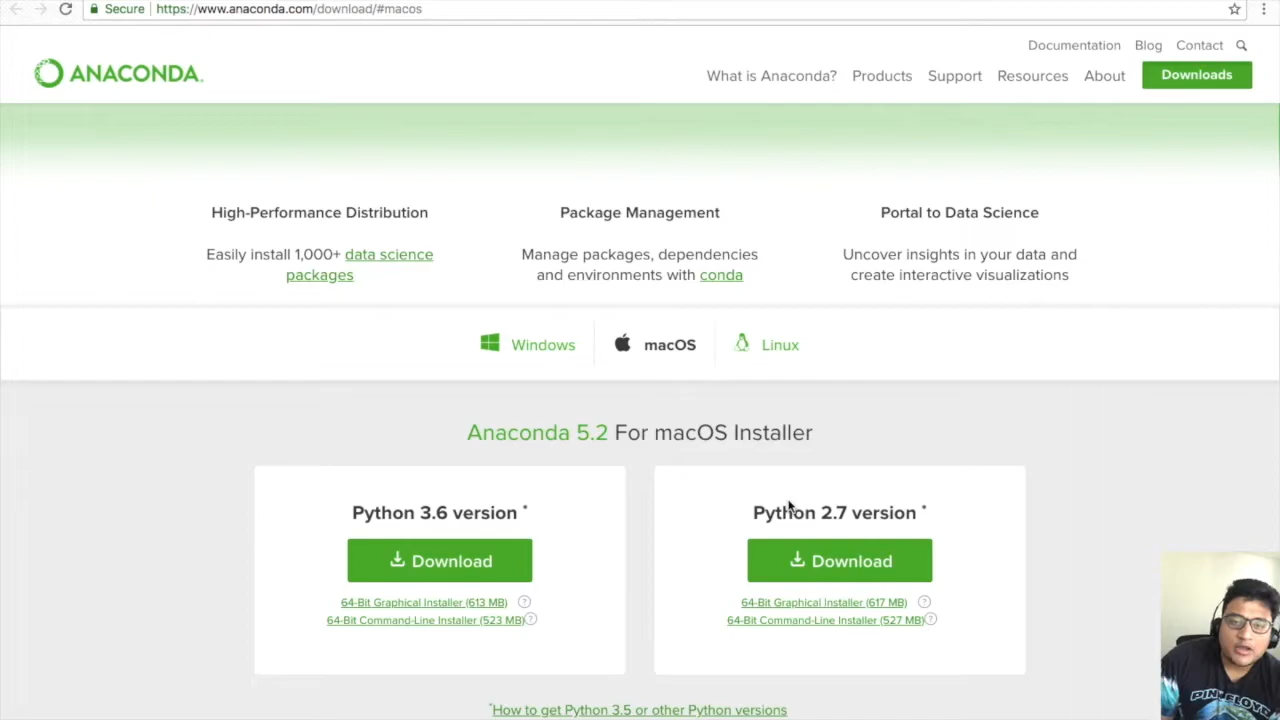 Secure https://www.anaconda.com/download/#macos
Documentation Blog Contact
ANACONDA.
What is Anaconda? Products Support Resources About Downloads
High-Performance Distribution
Easily install 1,000+ data science
packages
Package Management
Manage packages, dependencies
and environments with conda
Portal to Data Science
Uncover insights in your data and
create interactive visualizations
Windows macOS Linux
Anaconda 5.2 For macOS Installer
Python 3.6 version *
Download
64-Bit Graphical Installer (613 MB) ?
64-Bit Command-Line Installer (523 MB) ?
Python 2.7 version *
Download
64-Bit Graphical Installer (617 MB) ?
64-Bit Command-Line Installer (527 MB) ?
*How to get Python 3.5 or other Python versions
PINK FLOYD